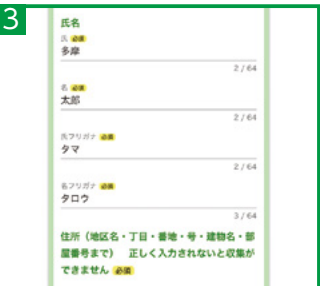 3
氏名
氏 必須
多摩
2 / 64
名 必須
太郎
2 / 64
氏フリガナ 必須
タマ
2 / 64
名フリガナ 必須
タロウ
3 / 64
住所（地区名・丁目・番地・号・建物名・部
屋番号まで） 正しく入力されないと収集が
できません 必須